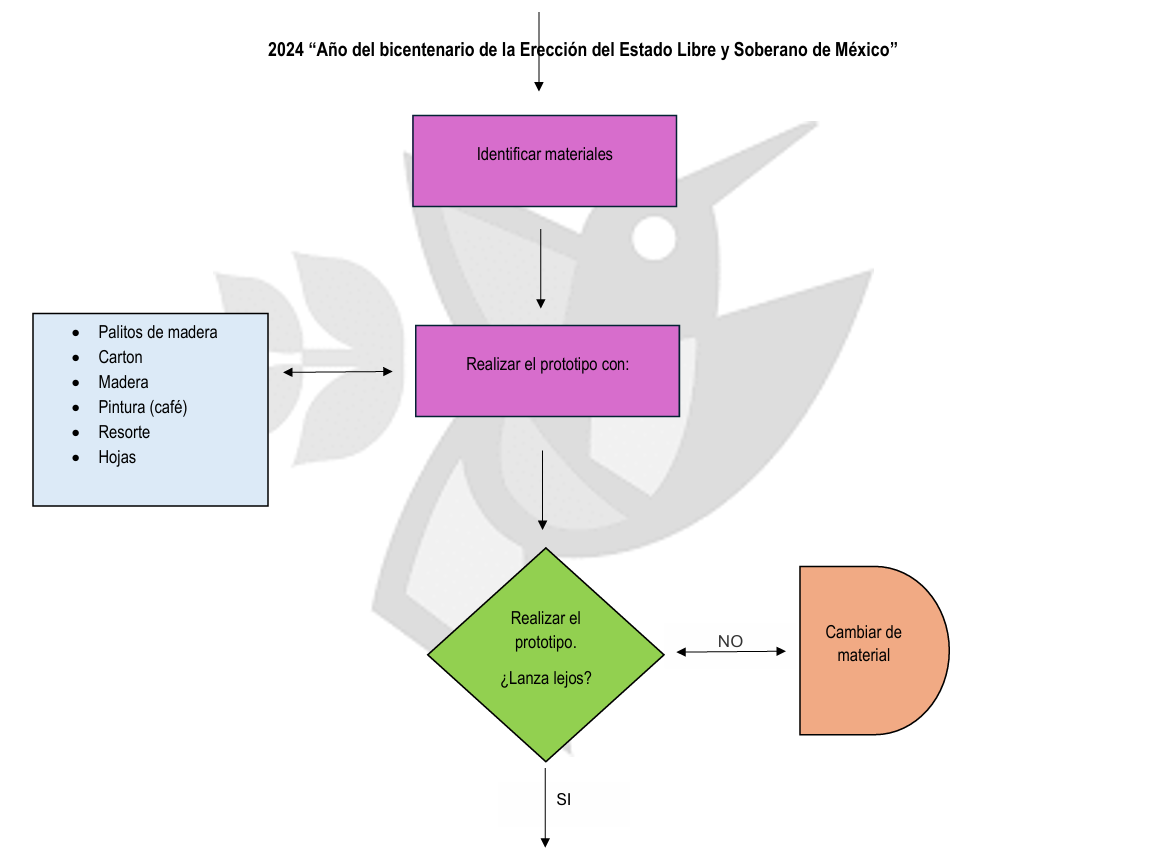 2024 “Año del bicentenario de la Erección del Estado Libre y Soberano de México”
Identificar materiales
• Palitos de madera
• Carton
• Madera
• Pintura (café)
• Resorte
• Hojas
Realizar el prototipo con:
Realizar el
prototipo.
¿Lanza lejos?
NO
Cambiar de
material
SI